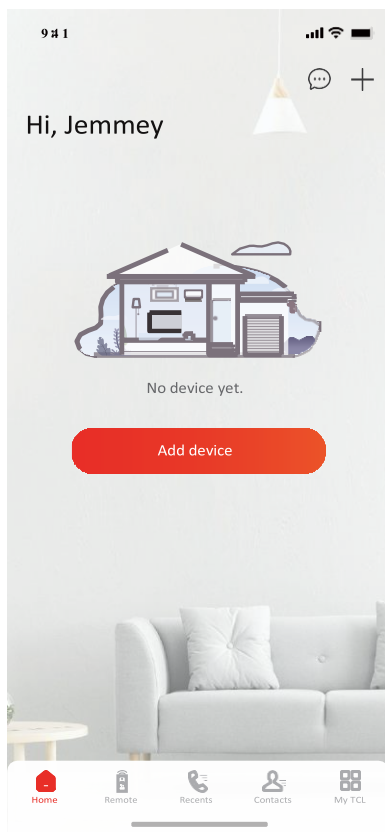 Hi, Jemmey
No device yet.
Add device
Home
Remote
Recents
Contacts
My TCL